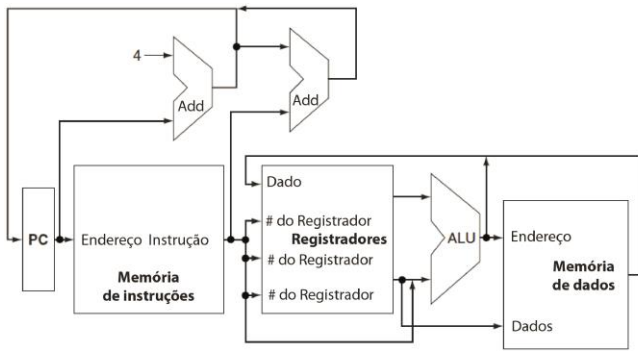 4
Add
Add
PC
Endereço Instrução
Memória
de instruções
Dado
# do Registrador
Registradores
# do Registrador
# do Registrador
ALU
Endereço
Memória
de dados
Dados